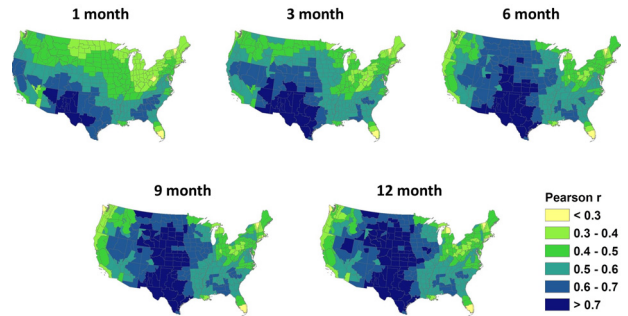 1 month
3 month
6 month
9 month
12 month
Pearson r
< 0.3
0.3 - 0.4
0.4 - 0.5
0.5 - 0.6
0.6 - 0.7
> 0.7